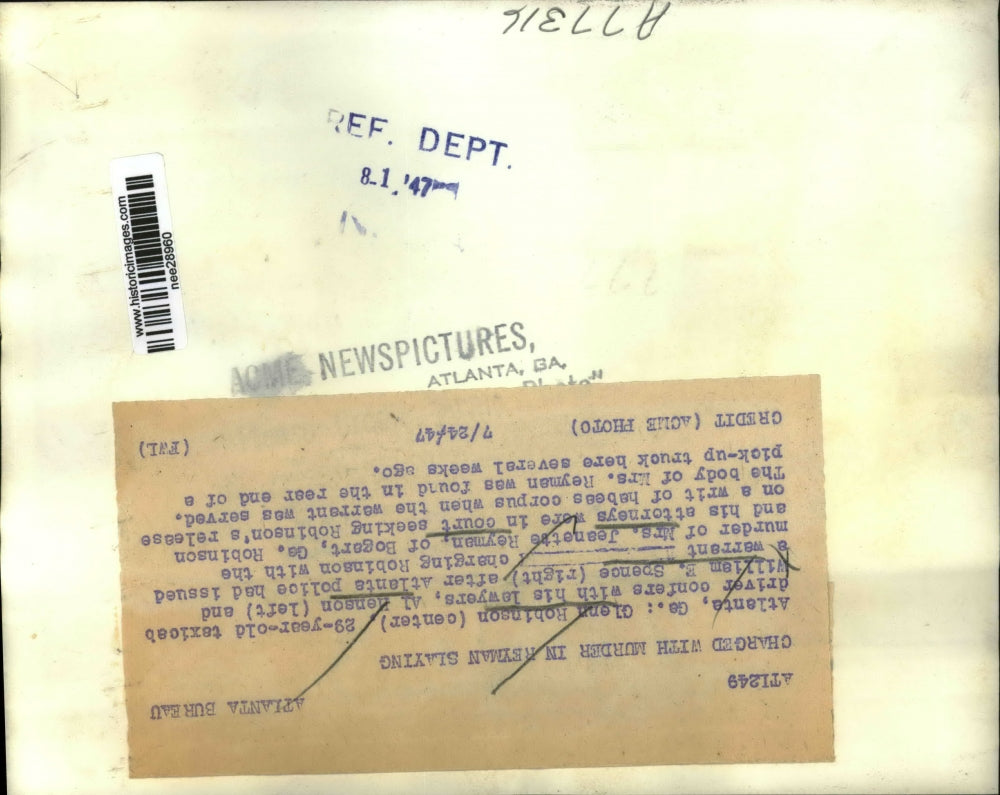 A77316
REF. DEPT.
8-1 '47
www.historicimages.com
nee28960
ACME NEWSPICTURES,
ATLANTA, GA.
ATLANTA BUREAU
AT1249
CHARGED WITH MURDER IN REYMAN SLAYING
Atlanta, Ga.: Glenn Robinson (center) 29-year-old taxicab
driver confers with his lawyers, Al Henson (left) and
William E. Spence (right) after Atlanta police had issued
a warrant charging Robinson with the
murder of Mrs. Jeanette Reyman, of Bogart, Ga. Robinson
and his attorneys were in court seeking Robinson's release
on a writ of habeas corpus when the warrant was served.
The body of Mrs. Reyman was found in the rear end of a
pick-up truck here several weeks ago.
CREDIT (ACME PHOTO) 7/24/47 (FWL)